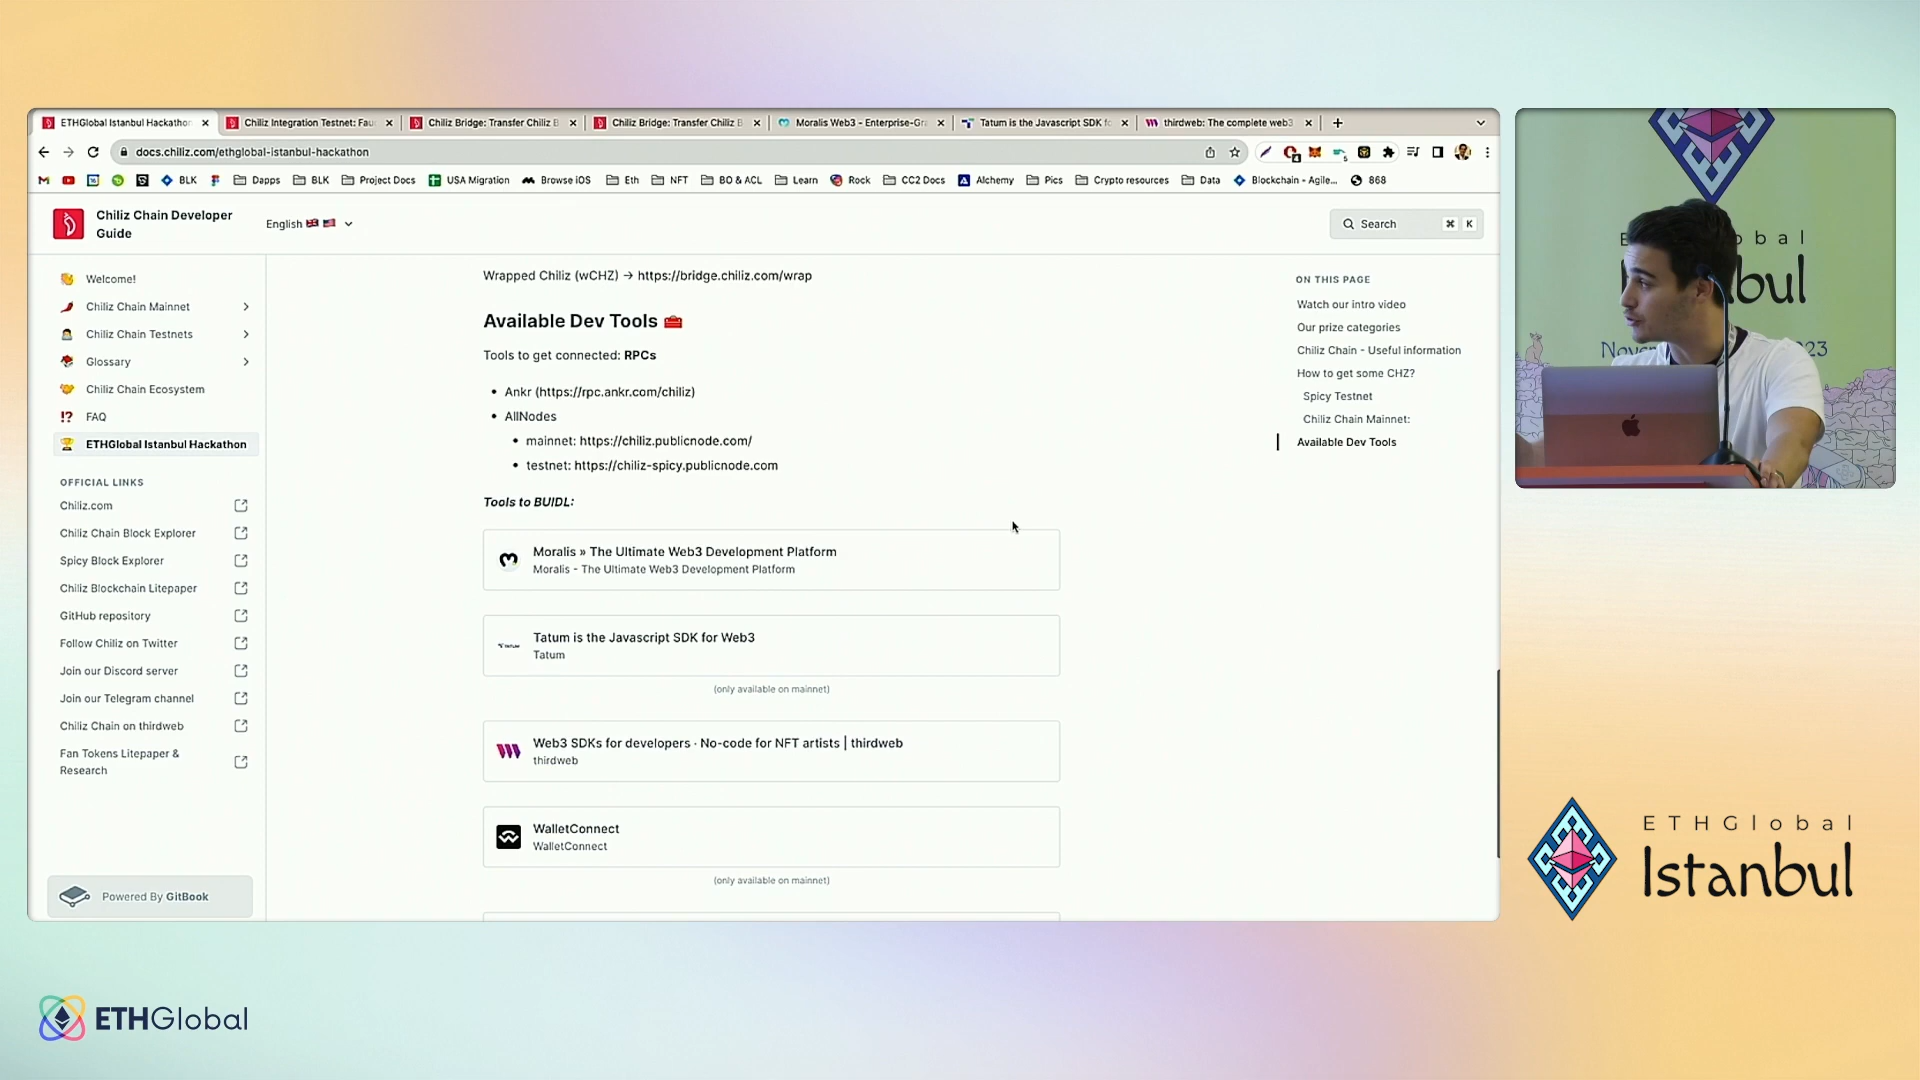 ETHGlobal Istanbul Hackathon
Chiliz Integration Testnet: Fau
Chiliz Bridge: Transfer Chiliz B
Chiliz Bridge: Transfer Chiliz B
Moralis Web3 - Enterprise-Gr
Tatum is the Javascript SDK fo
thirdweb: The complete web3
docs.chiliz.com/ethglobal-istanbul-hackathon
BLK
Dapps
BLK
Project Docs
USA Migration
Browse iOS
Eth
NFT
BO & ACL
Learn
Rock
CC2 Docs
Alchemy
Pics
Crypto resources
Data
Blockchain - Agile...
868
Chiliz Chain Developer
Guide
English
Search
⌘ K
Welcome!
Chiliz Chain Mainnet
Chiliz Chain Testnets
Glossary
Chiliz Chain Ecosystem
!? FAQ
ETHGlobal Istanbul Hackathon
OFFICIAL LINKS
Chiliz.com
Chiliz Chain Block Explorer
Spicy Block Explorer
Chiliz Blockchain Litepaper
GitHub repository
Follow Chiliz on Twitter
Join our Discord server
Join our Telegram channel
Chiliz Chain on thirdweb
Fan Tokens Litepaper &
Research
Powered By GitBook
Wrapped Chiliz (wCHZ) → https://bridge.chiliz.com/wrap
Available Dev Tools
Tools to get connected: RPCs
• Ankr (https://rpc.ankr.com/chiliz)
• AllNodes
• mainnet: https://chiliz.publicnode.com/
• testnet: https://chiliz-spicy.publicnode.com
Tools to BUIDL:
Moralis » The Ultimate Web3 Development Platform
Moralis - The Ultimate Web3 Development Platform
TATUM
Tatum is the Javascript SDK for Web3
Tatum
(only available on mainnet)
Web3 SDKs for developers · No-code for NFT artists | thirdweb
thirdweb
WalletConnect
WalletConnect
(only available on mainnet)
ON THIS PAGE
Watch our intro video
Our prize categories
Chiliz Chain - Useful information
How to get some CHZ?
Spicy Testnet
Chiliz Chain Mainnet:
Available Dev Tools
ETHGlobal
Istanbul
ETHGlobal